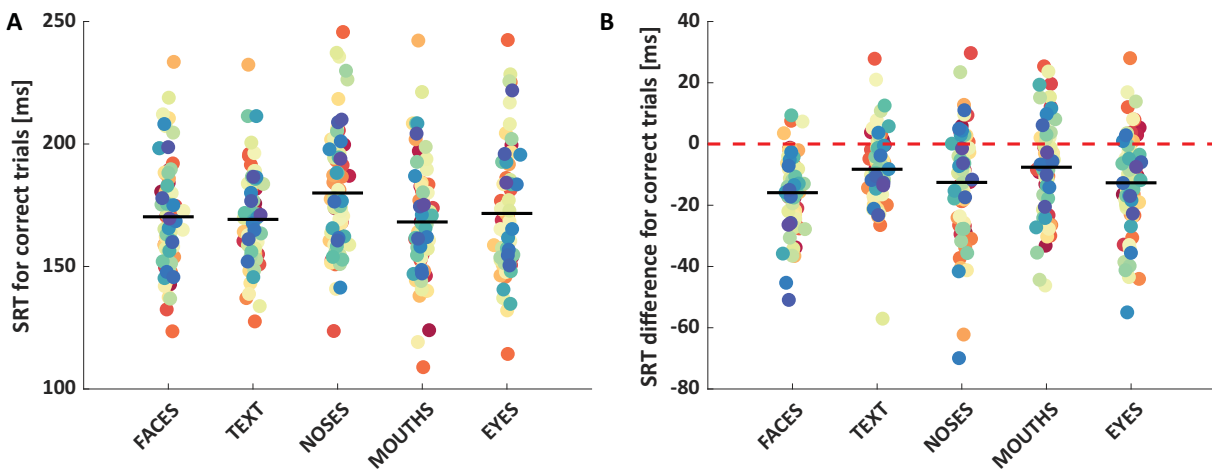 A
SRT for correct trials [ms]
250
200
150
100
FACES
TEXT
NOSES
MOUTHS
EYES
B
SRT difference for correct trials [ms]
40
20
0
-20
-40
-60
-80
FACES
TEXT
NOSES
MOUTHS
EYES